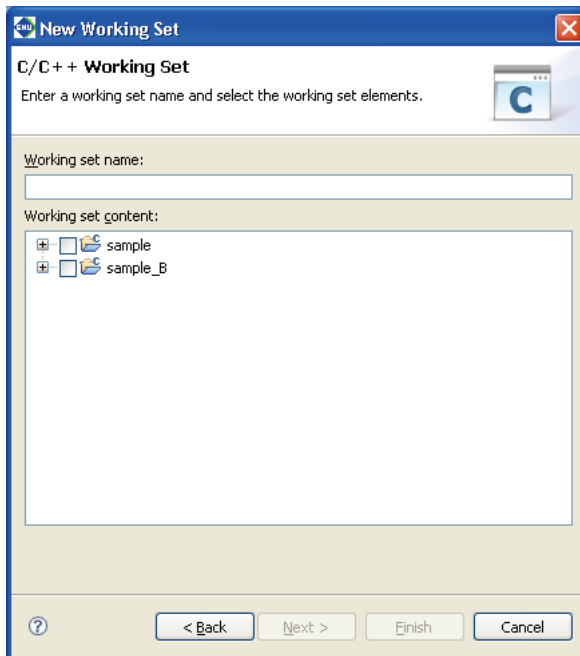 GNU New Working Set
C/C++ Working Set
Enter a working set name and select the working set elements.
C
Working set name:
Working set content:
sample
sample_B
? < Back Next > Finish Cancel